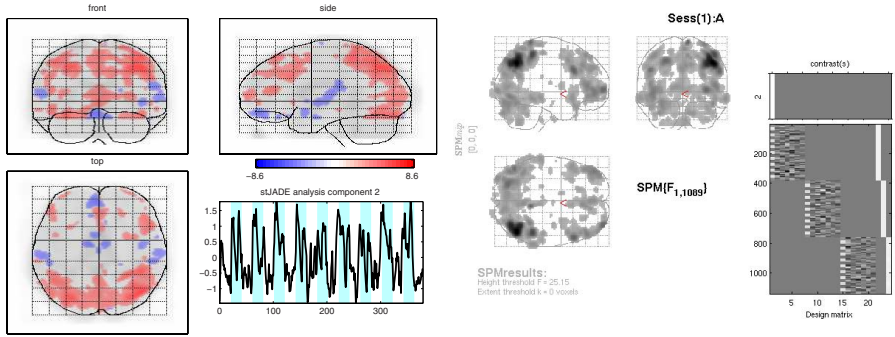 front
side
Sess(1):A
contrast(s)
2
SPMmip
[0, 0, 0]
<
<
<
SPM{F1,1089}
−8.6
8.6
top
stJADE analysis component 2
1.5
1
0.5
0
−0.5
−1
0
100
200
300
SPMresults:
Height threshold F = 25.15
Extent threshold k = 0 voxels
200
400
600
800
1000
5
10
15
20
Design matrix